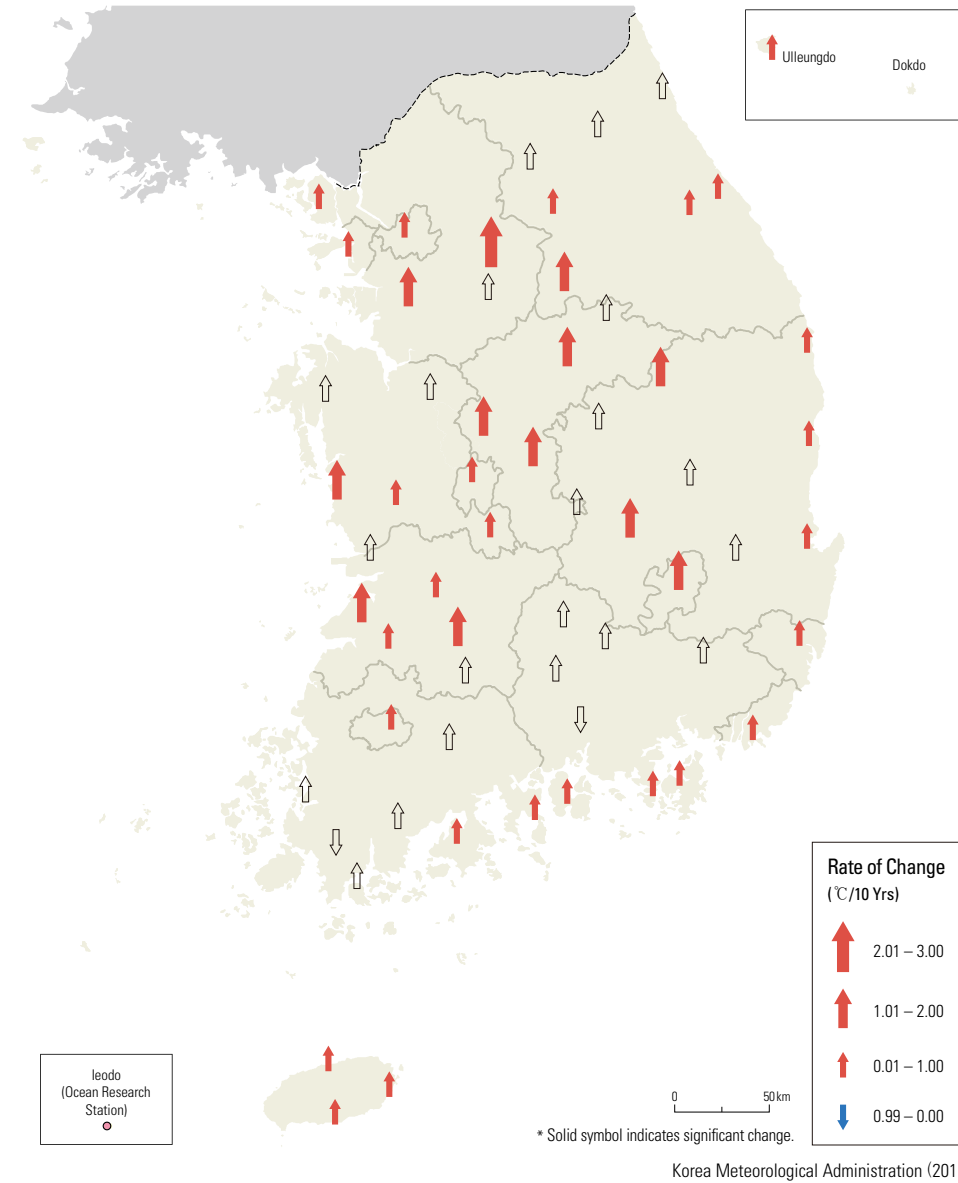 Ulleungdo
Dokdo
Rate of Change
(℃/10 Yrs)
2.01 – 3.00
1.01 – 2.00
0.01 – 1.00
0.99 – 0.00
Ieodo
(Ocean Research
Station)
0
50 km
* Solid symbol indicates significant change.
Korea Meteorological Administration (201